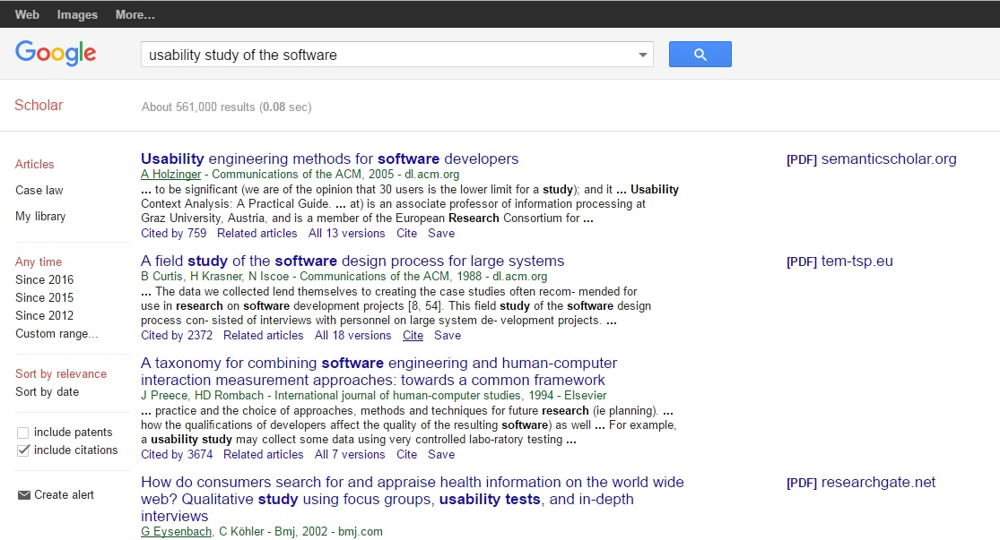 Web Images More...
Google
usability study of the software
Scholar
About 561,000 results (0.08 sec)
Articles
Case law
My library
Any time
Since 2016
Since 2015
Since 2012
Custom range...
Sort by relevance
Sort by date
include patents
include citations
Create alert
Usability engineering methods for software developers
A Holzinger - Communications of the ACM, 2005 - dl.acm.org
... to be significant (we are of the opinion that 30 users is the lower limit for a study); and it ... Usability
Context Analysis: A Practical Guide. ... at) is an associate professor of information processing at
Graz University, Austria, and is a member of the European Research Consortium for ...
Cited by 759 Related articles All 13 versions Cite Save
[PDF] semanticscholar.org
A field study of the software design process for large systems
B Curtis, H Krasner, N Iscoe - Communications of the ACM, 1988 - dl.acm.org
... The data we collected lend themselves to creating the case studies often recom- mended for
use in research on software development projects [8, 54]. This field study of the software design
process con- sisted of interviews with personnel on large system de- velopment projects. ...
Cited by 2372 Related articles All 18 versions Cite Save
[PDF] tem-tsp.eu
A taxonomy for combining software engineering and human-computer
interaction measurement approaches: towards a common framework
J Preece, HD Rombach - International journal of human-computer studies, 1994 - Elsevier
... practice and the choice of approaches, methods and techniques for future research (ie planning). ...
how the qualifications of developers affect the quality of the resulting software) as well ... For example,
a usability study may collect some data using very controlled labo-ratory testing ...
Cited by 3674 Related articles All 7 versions Cite Save
How do consumers search for and appraise health information on the world wide
web? Qualitative study using focus groups, usability tests, and in-depth
interviews
G Eysenbach, C Köhler - Bmj, 2002 - bmj.com
[PDF] researchgate.net